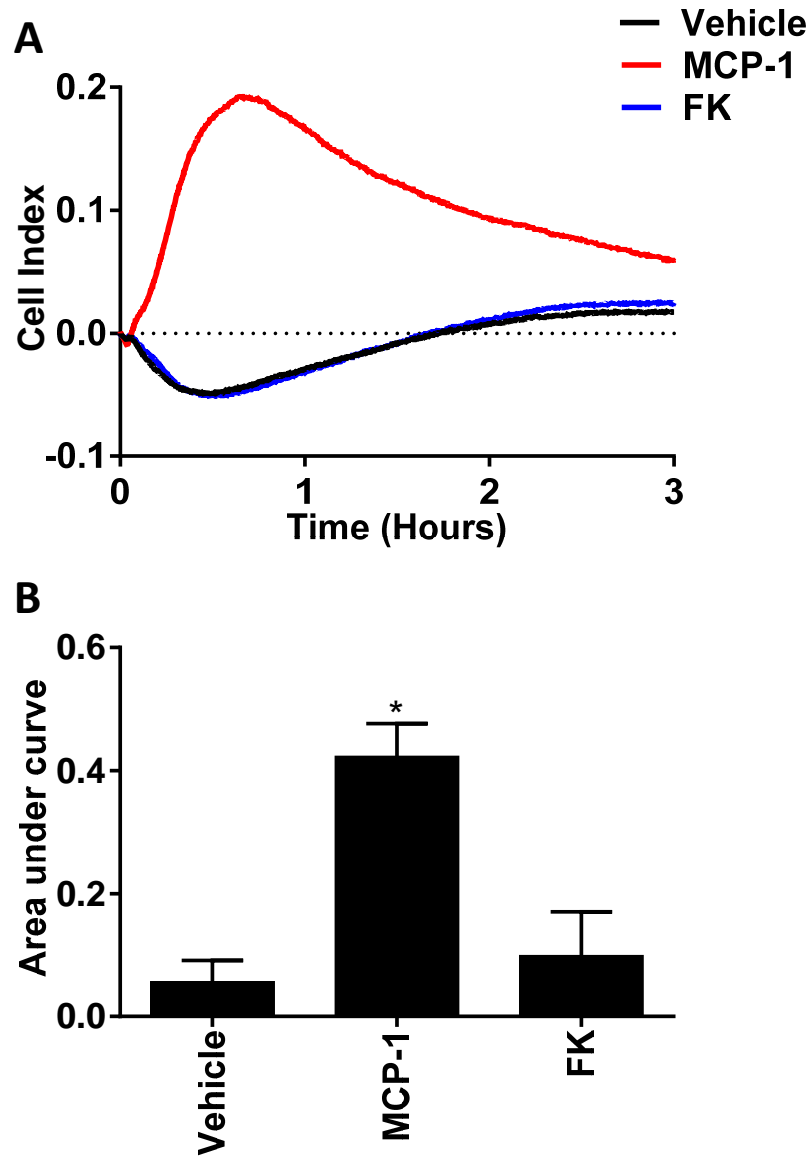 A
Vehicle
MCP-1
FK
0.2
0.1
0.0
-0.1
Cell Index
0 1 2 3
Time (Hours)
B
0.6
0.4
0.2
0.0
Area under curve
*
Vehicle
MCP-1
FK